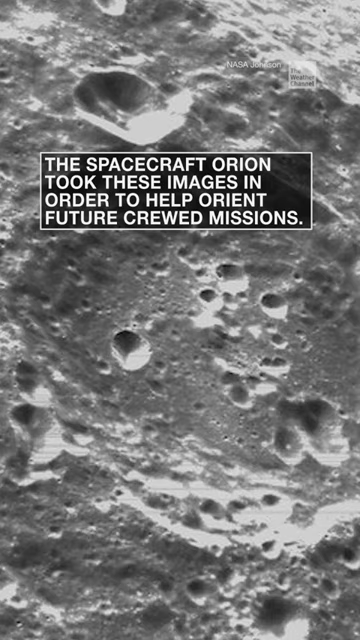 NASA Johnson
The
Weather
Channel
THE SPACECRAFT ORION
TOOK THESE IMAGES IN
ORDER TO HELP ORIENT
FUTURE CREWED MISSIONS.